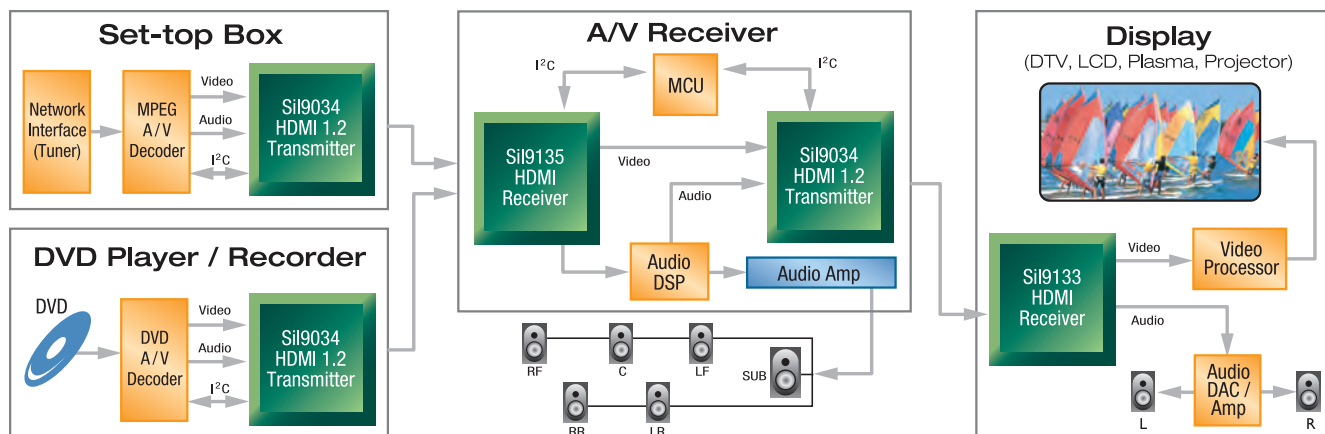 Set-top Box
Network
Interface
(Tuner)
MPEG
A / V
Decoder
Video
Audio
I²C
SiI9034
HDMI 1.2
Transmitter
DVD Player / Recorder
DVD
DVD
A / V
Decoder
Video
Audio
I²C
SiI9034
HDMI 1.2
Transmitter
A/V Receiver
I²C
MCU
I²C
SiI9135
HDMI
Receiver
Video
Audio
SiI9034
HDMI 1.2
Transmitter
Audio
DSP
Audio Amp
RF
C
LF
SUB
RR
LR
Display
(DTV, LCD, Plasma, Projector)
SiI9133
HDMI
Receiver
Video
Video
Processor
Audio
Audio
DAC /
Amp
L
R